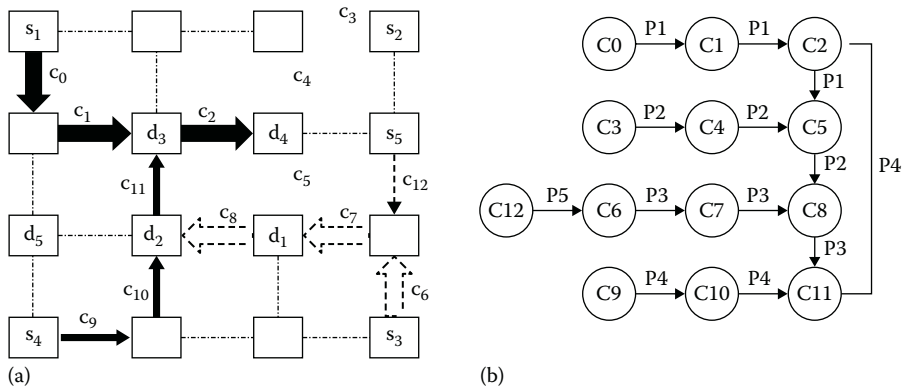 s1
c3
s2
c0
c4
c1
d3
c2
d4
s5
c11
c5
c12
d5
d2
c8
d1
c7
c10
c6
s4
c9
s3
(a)
C0 P1 C1 P1 C2
P1
C3 P2 C4 P2 C5
P2
P4
C12 P5 C6 P3 C7 P3 C8
P3
C9 P4 C10 P4 C11
(b)